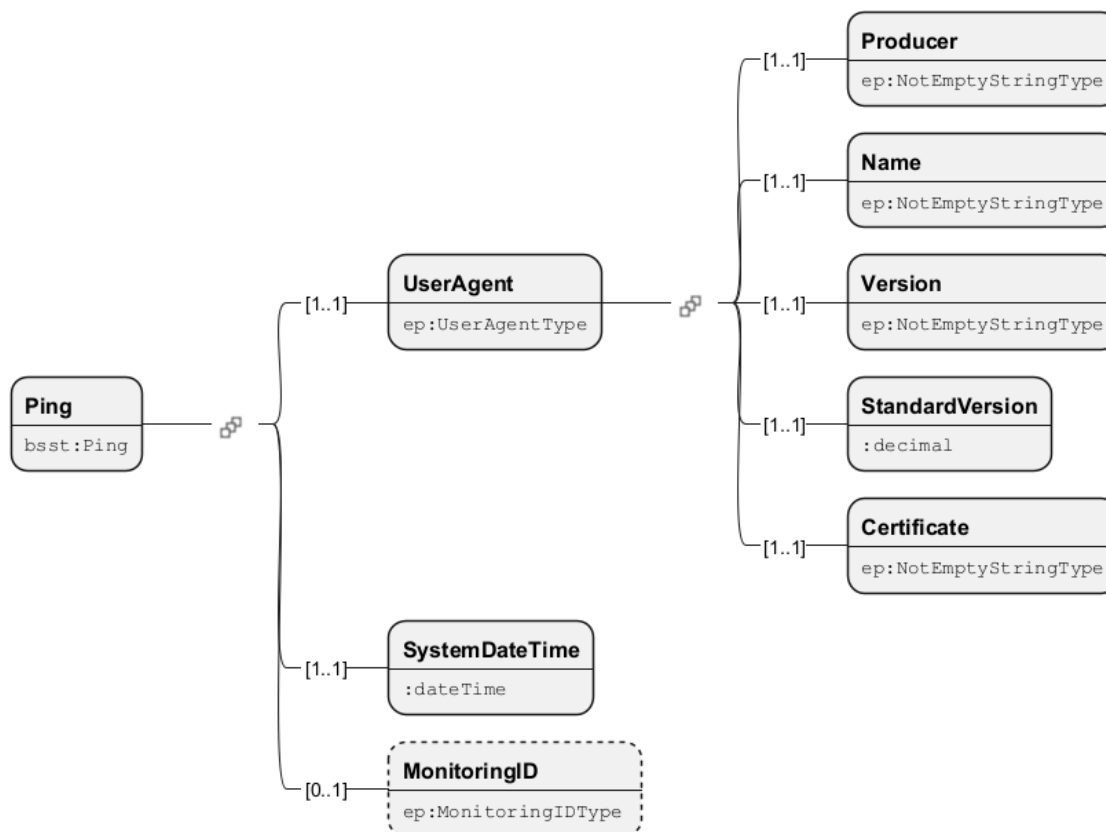 Producer
[1..1]
ep:NotEmptyStringType
Name
[1..1]
ep:NotEmptyStringType
UserAgent
[1..1]
ep:UserAgentType
Version
[1..1]
ep:NotEmptyStringType
Ping
bsst:Ping
StandardVersion
[1..1]
:decimal
Certificate
[1..1]
ep:NotEmptyStringType
SystemDateTime
[1..1]
:dateTime
MonitoringID
[0..1]
ep:MonitoringIDType